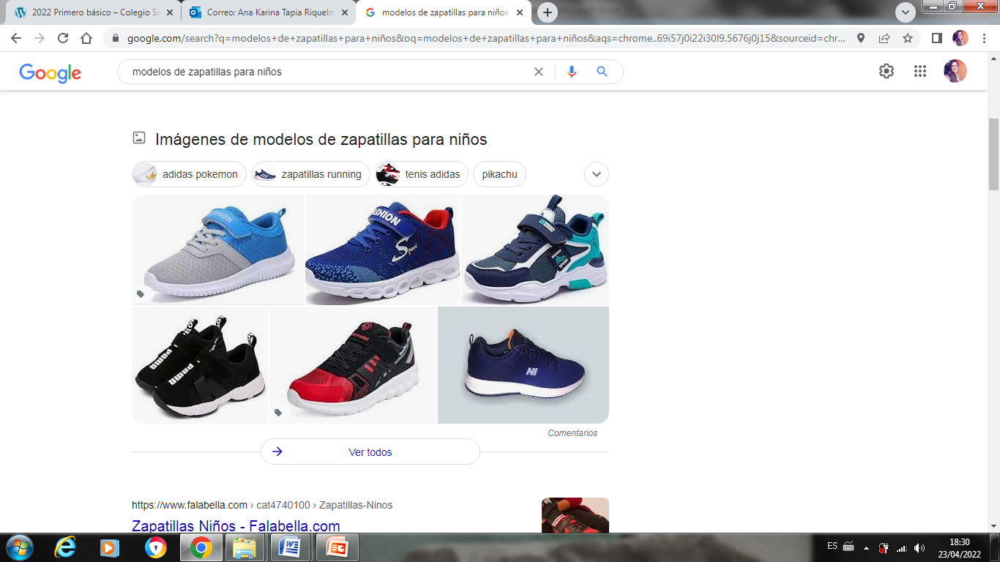 2022 Primero básico – Colegio Sa
Correo: Ana Karina Tapia Riquelm
modelos de zapatillas para niños
google.com/search?q=modelos+de+zapatillas+para+niños&oq=modelos+de+zapatillas+para+niños&aqs=chrome..69i57j0i22i30l9.5676j0j15&sourceid=chr...
Google
modelos de zapatillas para niños
Imágenes de modelos de zapatillas para niños
adidas pokemon
zapatillas running
tenis adidas
pikachu
FASHION
Sport
SPORT
NI
Comentarios
Ver todos
https://www.falabella.com › cat4740100 › Zapatillas-Ninos
Zapatillas Niños - Falabella.com
ES
18:30
23/04/2022